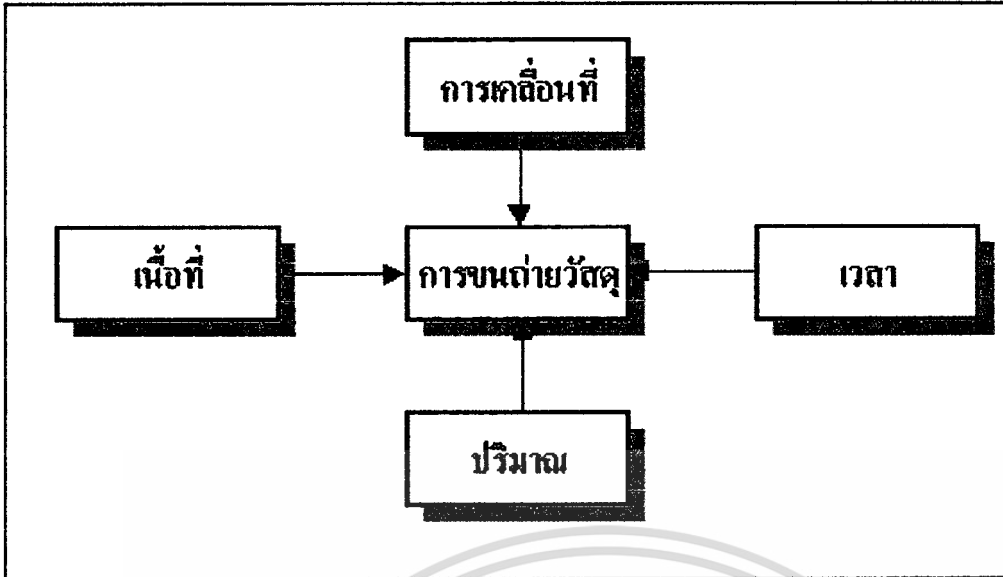 การเคลื่อนที่
เนื้อที่
การขนถ่ายวัสดุ
เวลา
ปริมาณ